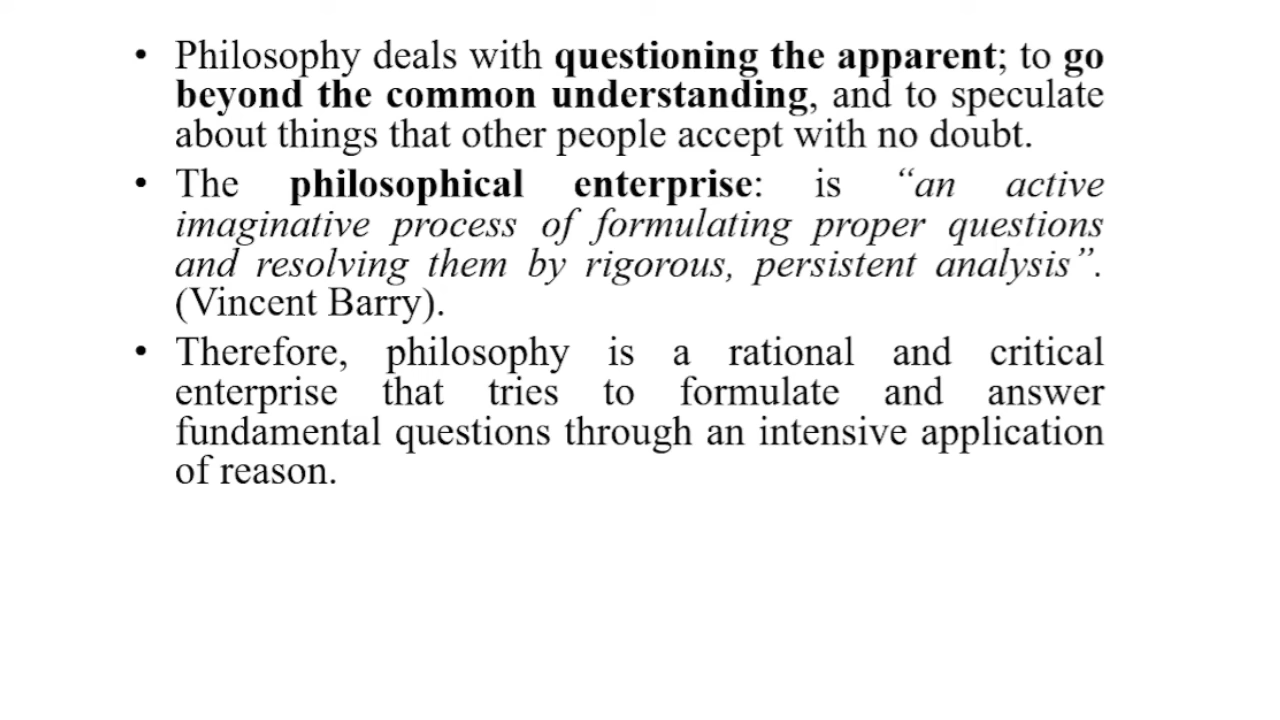 • Philosophy deals with questioning the apparent; to go
beyond the common understanding, and to speculate
about things that other people accept with no doubt.
• The philosophical enterprise: is “an active
imaginative process of formulating proper questions
and resolving them by rigorous, persistent analysis”.
(Vincent Barry).
• Therefore, philosophy is a rational and critical
enterprise that tries to formulate and answer
fundamental questions through an intensive application
of reason.